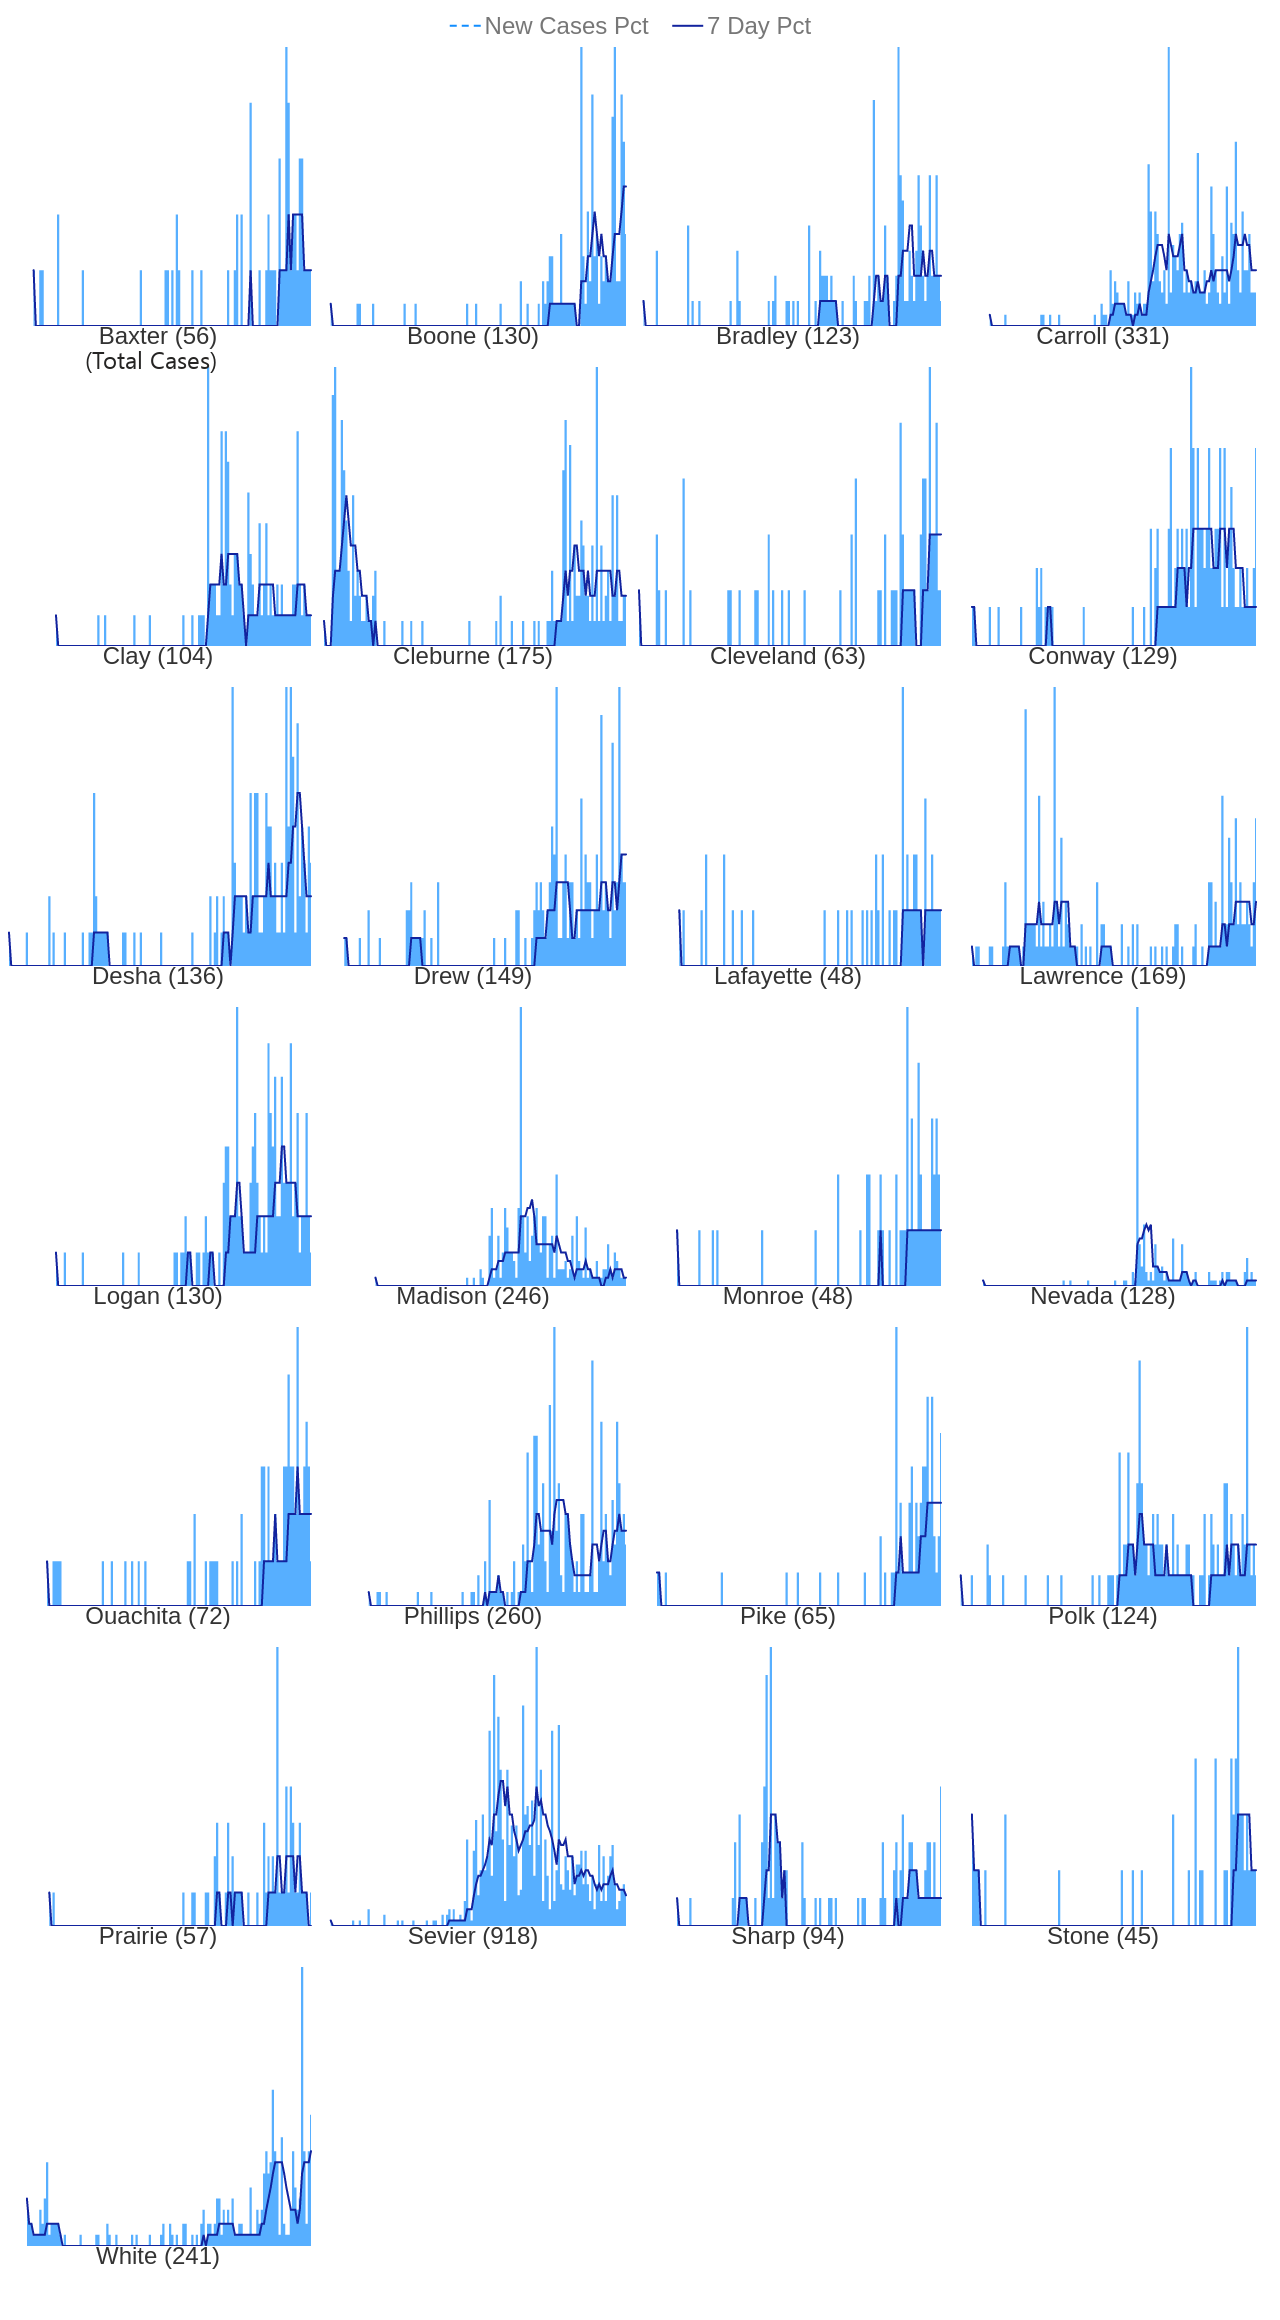 New Cases Pct 7 Day Pct
Baxter (56) Boone (130) Bradley (123) Carroll (331)
(Total Cases)
Clay (104) Cleburne (175) Cleveland (63) Conway (129)
Desha (136) Drew (149) Lafayette (48) Lawrence (169)
Logan (130) Madison (246) Monroe (48) Nevada (128)
Ouachita (72) Phillips (260) Pike (65) Polk (124)
Prairie (57) Sevier (918) Sharp (94) Stone (45)
White (241)